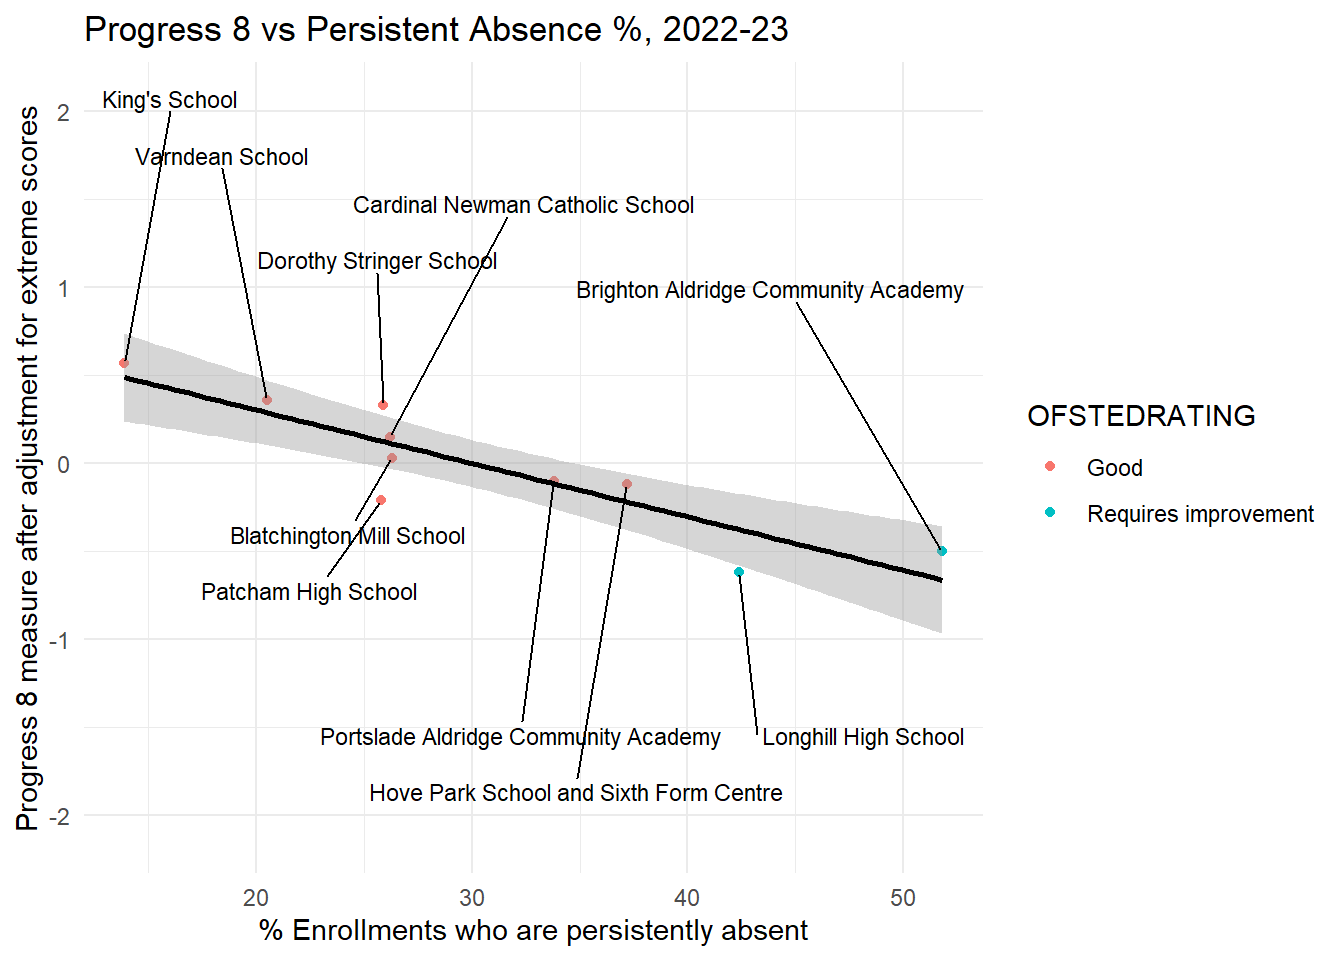 Progress 8 vs Persistent Absence %, 2022-23
Progress 8 measure after adjustment for extreme scores
2
1
0
-1
-2
King's School
Varndean School
Cardinal Newman Catholic School
Dorothy Stringer School
Brighton Aldridge Community Academy
Blatchington Mill School
Patcham High School
Portslade Aldridge Community Academy
Longhill High School
Hove Park School and Sixth Form Centre
20
30
40
50
% Enrollments who are persistently absent
OFSTEDRATING
Good
Requires improvement